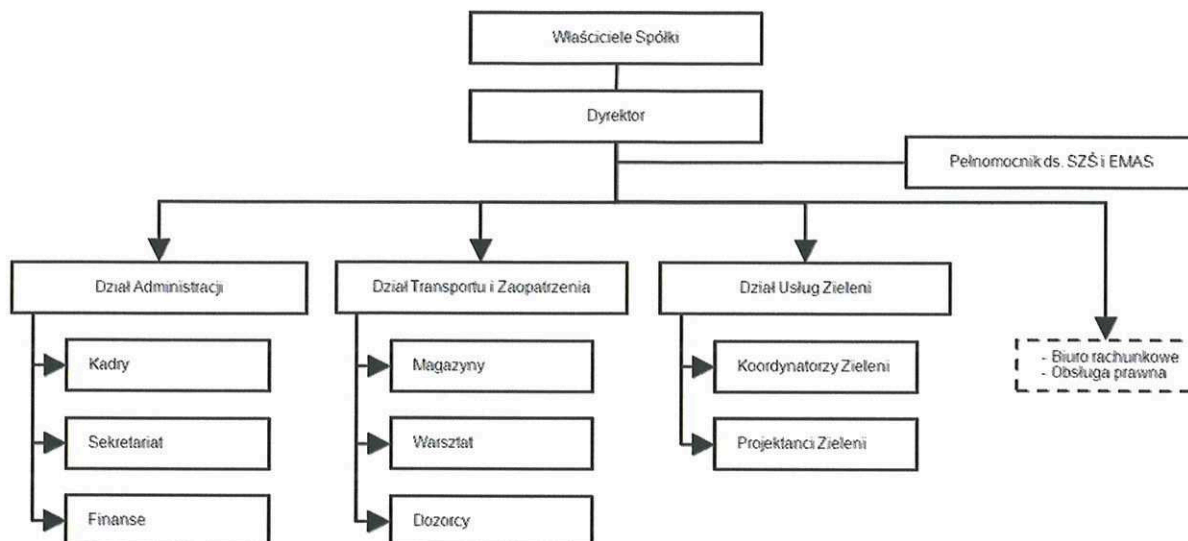 Właściciele Spółki
Dyrektor
Pełnomocnik ds. SZŚ i EMAS
Dział Administracji
Dział Transportu i Zaopatrzenia
Dział Usług Zieleni
Kadry
Magazyny
Koordynatorzy Zieleni
- Biuro rachunkowe
- Obsługa prawna
Sekretariat
Warsztat
Projektanci Zieleni
Finanse
Dozorcy